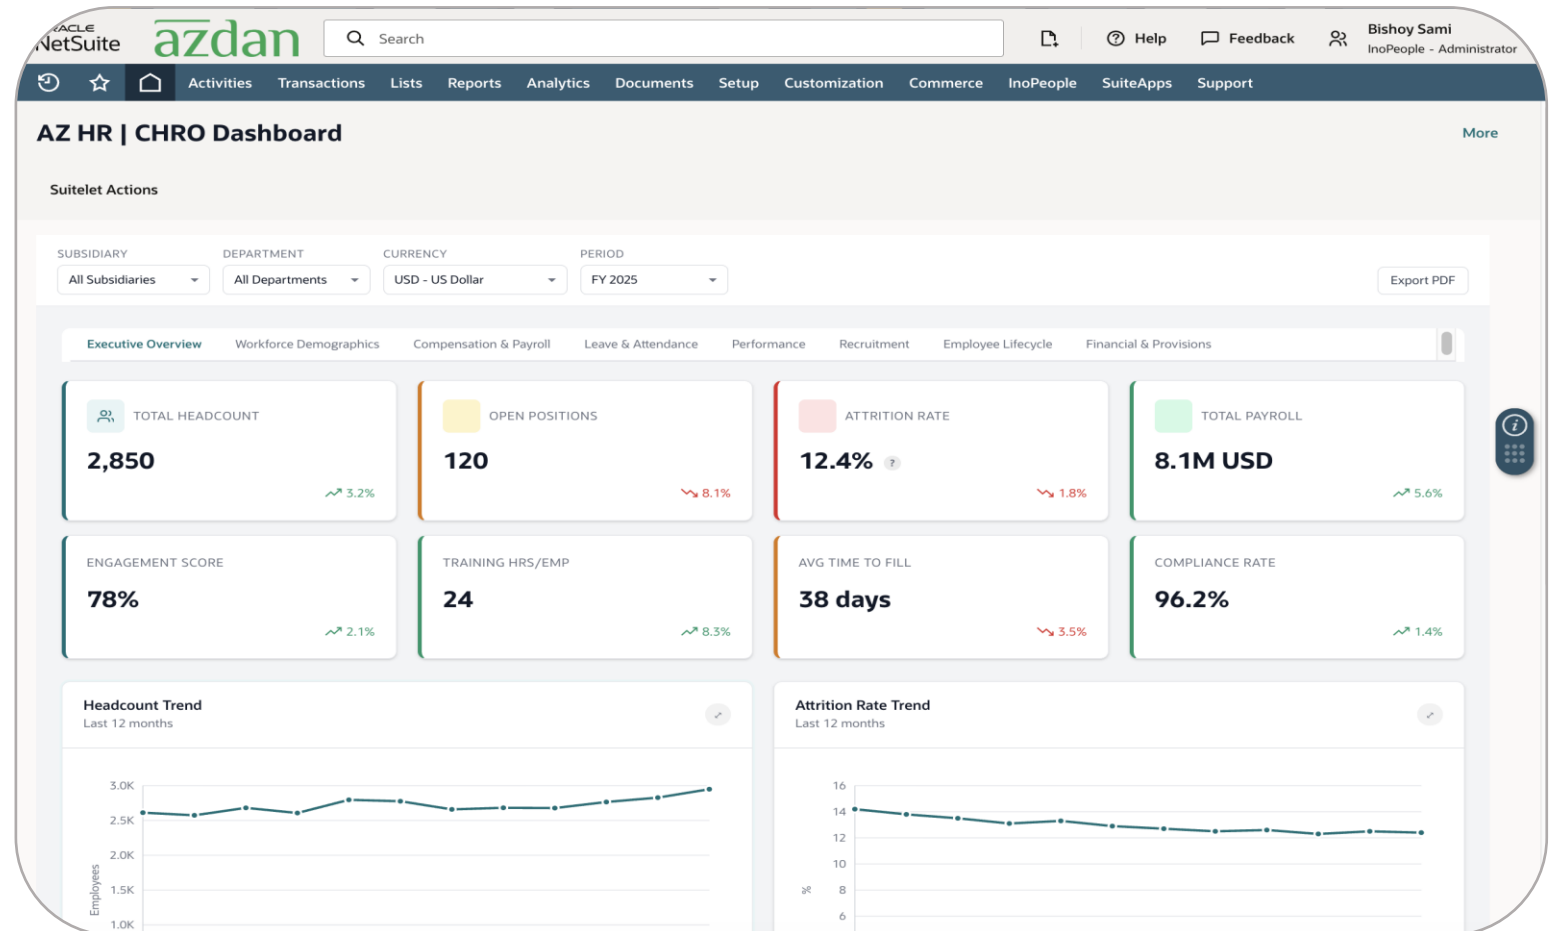 NetSuite
azdan
Search
Help
Feedback
Bishoy Sami
InoPeople - Administrator
Activities
Transactions
Lists
Reports
Analytics
Documents
Setup
Customization
Commerce
InoPeople
SuiteApps
Support
AZ HR | CHRO Dashboard
More
Suitelet Actions
SUBSIDIARY
DEPARTMENT
CURRENCY
PERIOD
All Subsidiaries
All Departments
USD - US Dollar
FY 2025
Export PDF
Executive Overview
Workforce Demographics
Compensation & Payroll
Leave & Attendance
Performance
Recruitment
Employee Lifecycle
Financial & Provisions
TOTAL HEADCOUNT
2,850
3.2%
OPEN POSITIONS
120
8.1%
ATTRITION RATE
12.4% ?
1.8%
TOTAL PAYROLL
8.1M USD
5.6%
ENGAGEMENT SCORE
78%
2.1%
TRAINING HRS/EMP
24
8.3%
AVG TIME TO FILL
38 days
3.5%
COMPLIANCE RATE
96.2%
1.4%
Headcount Trend
Last 12 months
3.0K
2.5K
2.0K
1.5K
1.0K
Employees
Attrition Rate Trend
Last 12 months
16
14
12
10
8
6
%